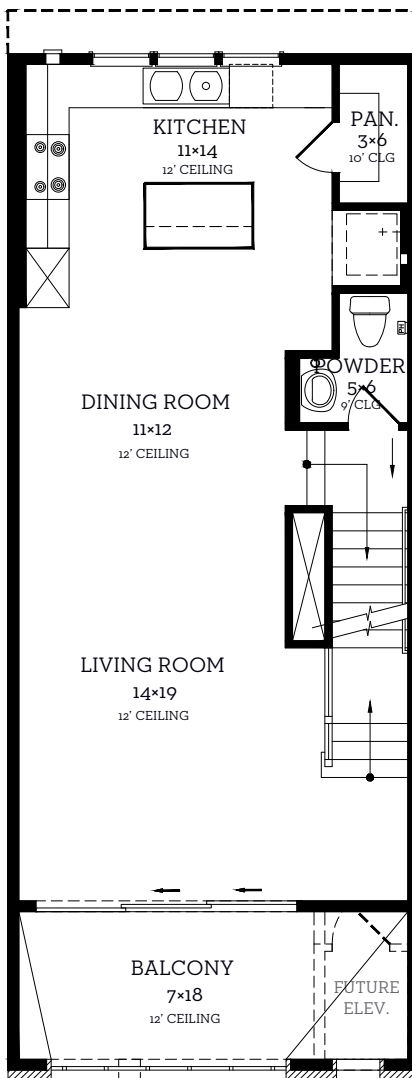 KITCHEN
11×14
12' CEILING
PAN.
3×6
10' CLG
POWDER
5×6
9' CLG
PH
DINING ROOM
11×12
12' CEILING
LIVING ROOM
14×19
12' CEILING
BALCONY
7×18
12' CEILING
FUTURE
ELEV.